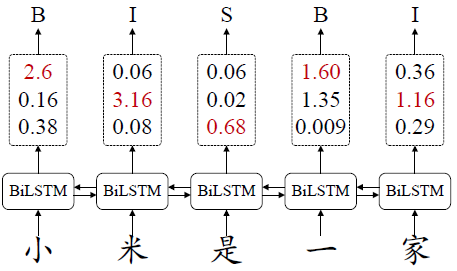 B I S B I
2.6 0.06 0.06 1.60 0.36
0.16 3.16 0.02 1.35 1.16
0.38 0.08 0.68 0.009 0.29
BiLSTM BiLSTM BiLSTM BiLSTM BiLSTM
小 米 是 一 家